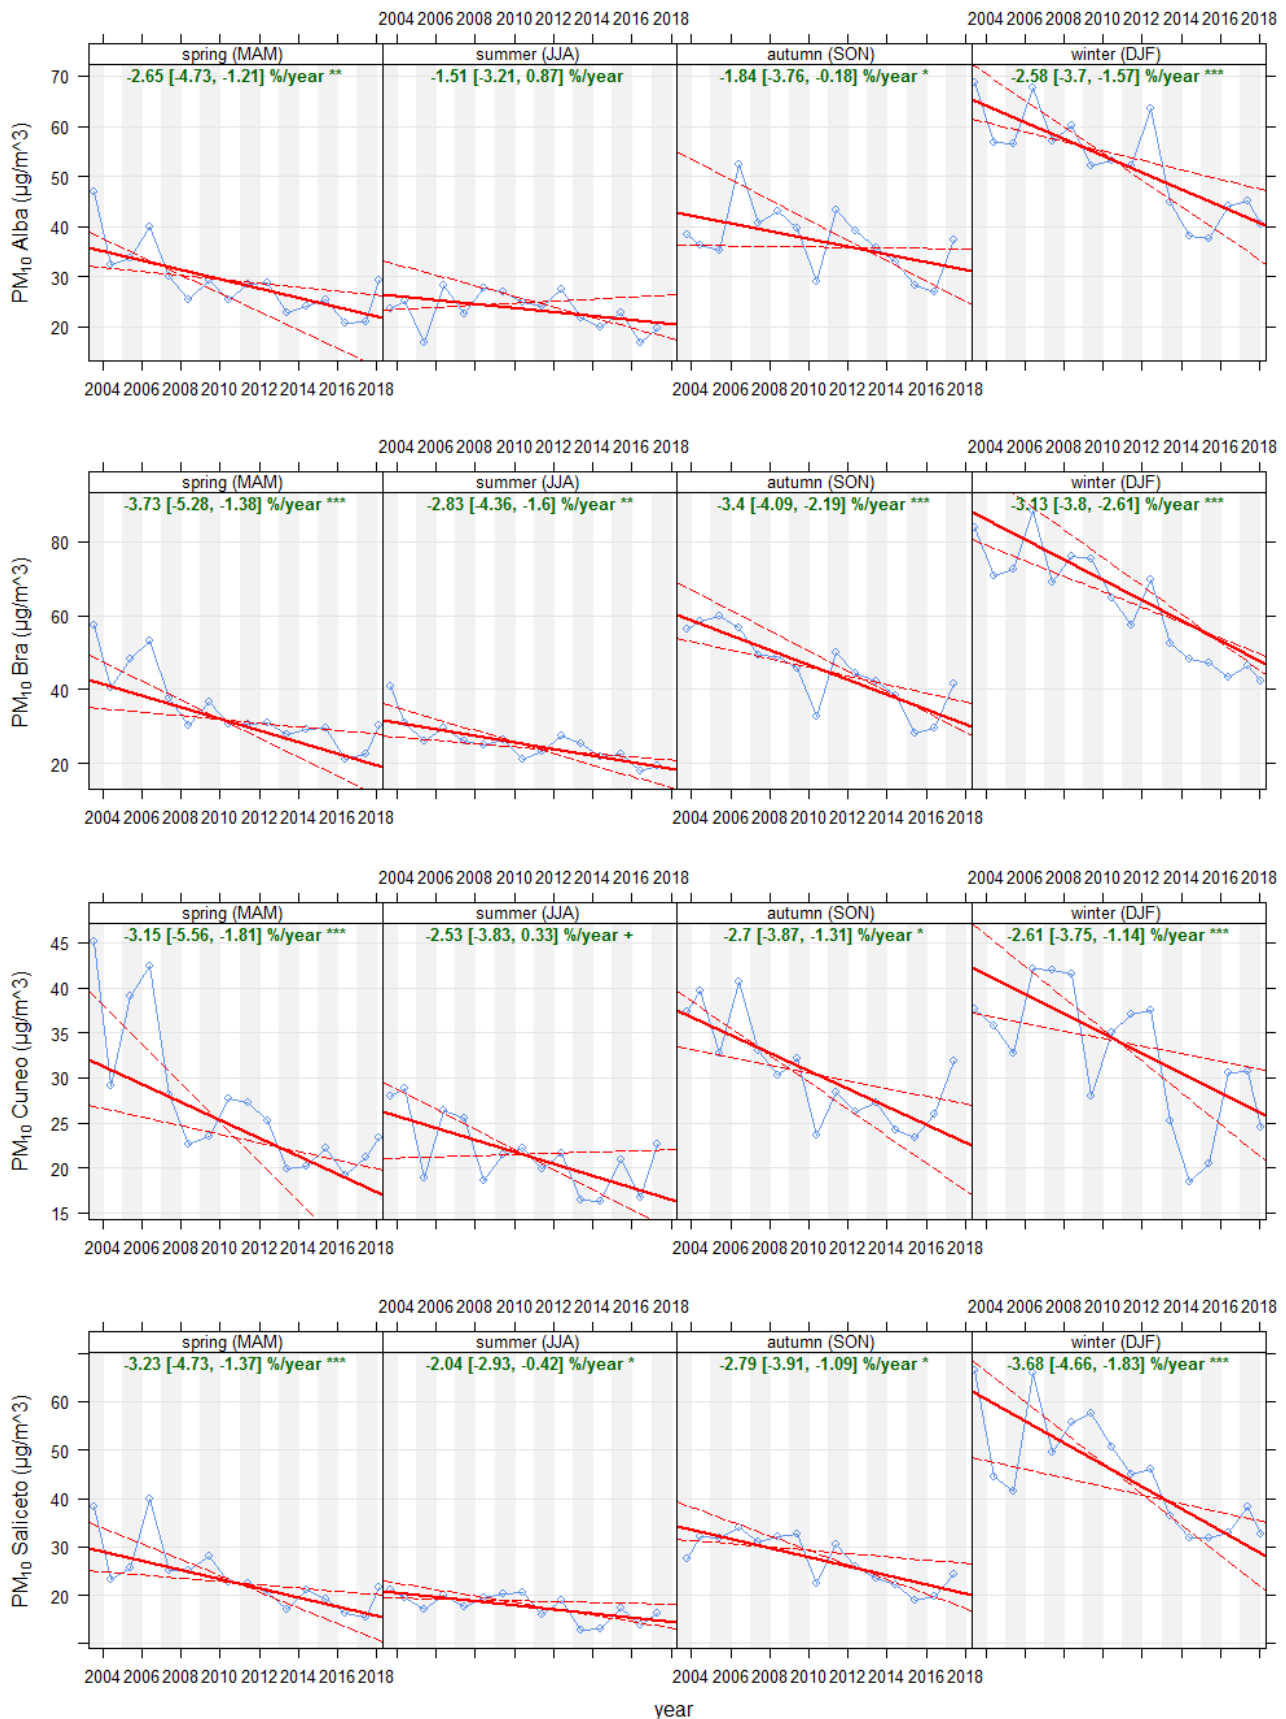 2004 2006 2008 2010 2012 2014 2016 2018 2004 2006 2008 2010 2012 2014 2016 2018
spring (MAM) summer (JJA) autumn (SON) winter (DJF)
-2.65 [-4.73, -1.21] %/year ** -1.51 [-3.21, 0.87] %/year -1.84 [-3.76, -0.18] %/year * -2.58 [-3.7, -1.57] %/year ***
70
60
50
40
30
20
PM10 Alba (µg/m^3)
2004 2006 2008 2010 2012 2014 2016 2018 2004 2006 2008 2010 2012 2014 2016 2018
2004 2006 2008 2010 2012 2014 2016 2018 2004 2006 2008 2010 2012 2014 2016 2018
spring (MAM) summer (JJA) autumn (SON) winter (DJF)
-3.73 [-5.28, -1.38] %/year *** -2.83 [-4.36, -1.6] %/year ** -3.4 [-4.09, -2.19] %/year *** -3.13 [-3.8, -2.61] %/year ***
80
60
40
20
PM10 Bra (µg/m^3)
2004 2006 2008 2010 2012 2014 2016 2018 2004 2006 2008 2010 2012 2014 2016 2018
2004 2006 2008 2010 2012 2014 2016 2018 2004 2006 2008 2010 2012 2014 2016 2018
spring (MAM) summer (JJA) autumn (SON) winter (DJF)
-3.15 [-5.56, -1.81] %/year *** -2.53 [-3.83, 0.33] %/year + -2.7 [-3.87, -1.31] %/year * -2.61 [-3.75, -1.14] %/year ***
45
40
35
30
25
20
15
PM10 Cuneo (µg/m^3)
2004 2006 2008 2010 2012 2014 2016 2018 2004 2006 2008 2010 2012 2014 2016 2018
2004 2006 2008 2010 2012 2014 2016 2018 2004 2006 2008 2010 2012 2014 2016 2018
spring (MAM) summer (JJA) autumn (SON) winter (DJF)
-3.23 [-4.73, -1.37] %/year *** -2.04 [-2.93, -0.42] %/year * -2.79 [-3.91, -1.09] %/year * -3.68 [-4.66, -1.83] %/year ***
60
50
40
30
20
PM10 Saliceto (µg/m^3)
2004 2006 2008 2010 2012 2014 2016 2018 2004 2006 2008 2010 2012 2014 2016 2018
year